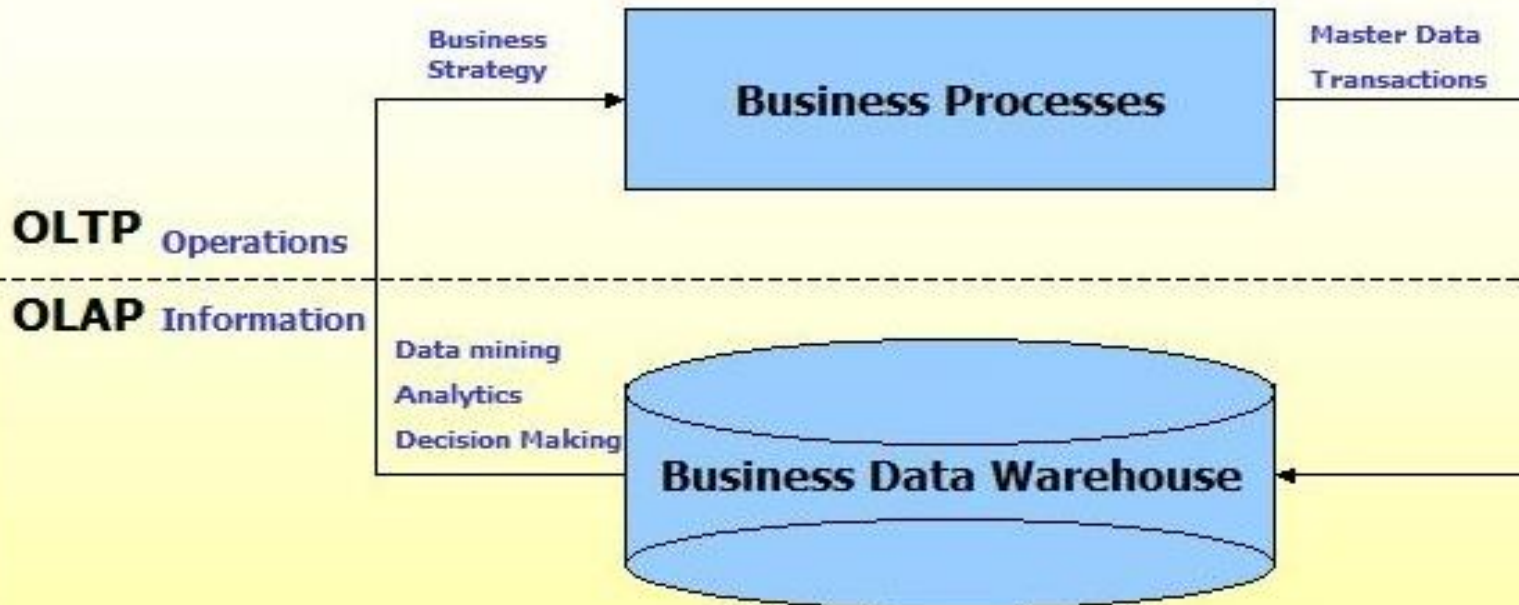 Business
Strategy
Business Processes
Master Data
Transactions
OLTP Operations
OLAP Information
Data mining
Analytics
Decision Making
Business Data Warehouse